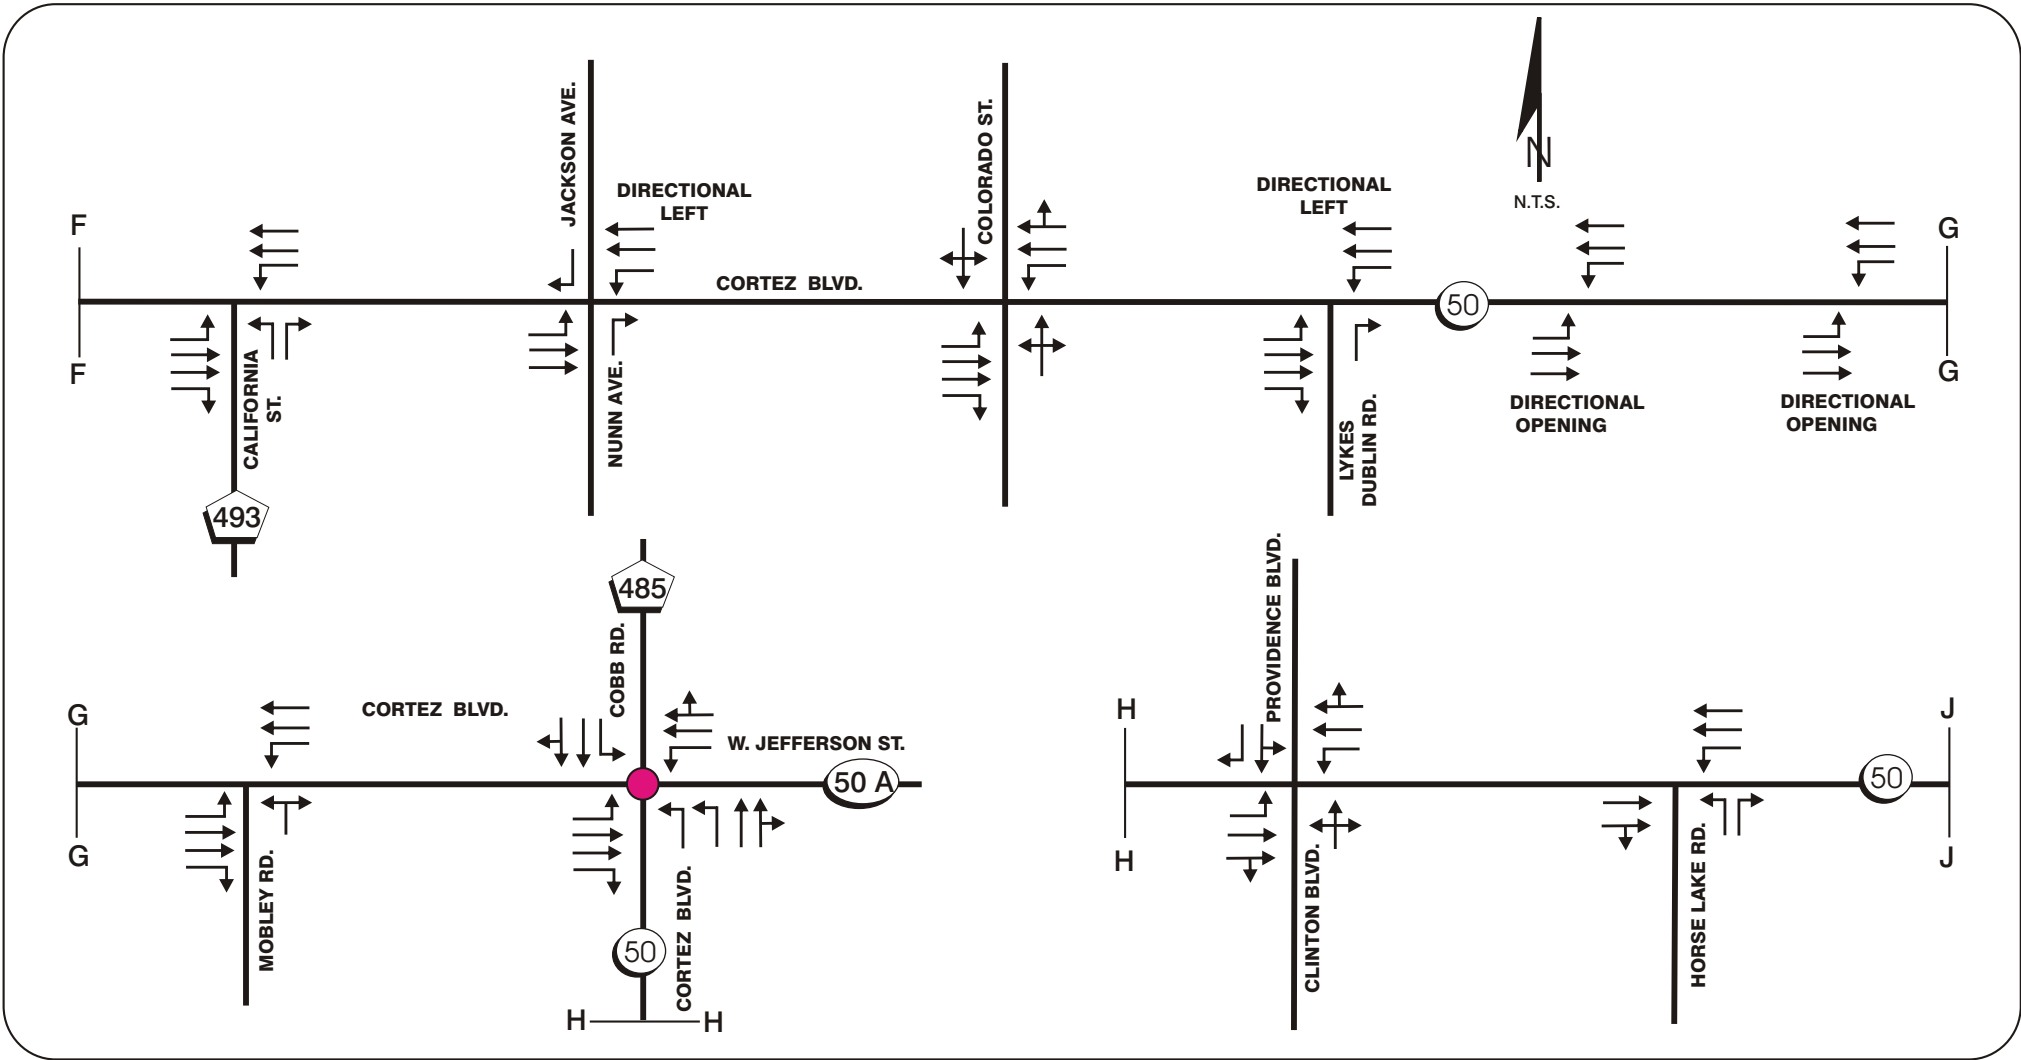 JACKSON AVE.
COLORADO ST.
N
DIRECTIONAL
LEFT
DIRECTIONAL
LEFT
N.T.S.
F
G
CORTEZ BLVD.
50
F
G
CALIFORNIA
ST.
NUNN AVE.
LYKES
DUBLIN RD.
DIRECTIONAL
OPENING
DIRECTIONAL
OPENING
493
485
COBB RD.
PROVIDENCE BLVD.
G
CORTEZ BLVD.
W. JEFFERSON ST.
50 A
G
MOBLEY RD.
CORTEZ BLVD.
50
H
H
H
J
50
H
J
CLINTON BLVD.
HORSE LAKE RD.